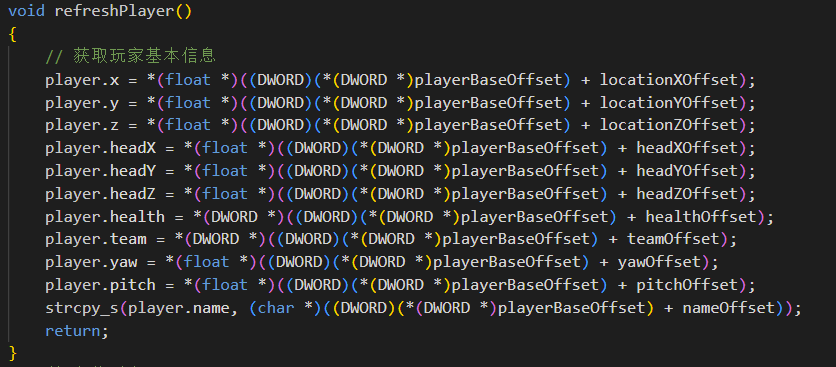 void refreshPlayer()
{
    // 获取玩家基本信息
    player.x = *(float *)((DWORD)(*(DWORD *)playerBaseOffset) + locationXOffset);
    player.y = *(float *)((DWORD)(*(DWORD *)playerBaseOffset) + locationYOffset);
    player.z = *(float *)((DWORD)(*(DWORD *)playerBaseOffset) + locationZOffset);
    player.headX = *(float *)((DWORD)(*(DWORD *)playerBaseOffset) + headXOffset);
    player.headY = *(float *)((DWORD)(*(DWORD *)playerBaseOffset) + headYOffset);
    player.headZ = *(float *)((DWORD)(*(DWORD *)playerBaseOffset) + headZOffset);
    player.health = *(DWORD *)((DWORD)(*(DWORD *)playerBaseOffset) + healthOffset);
    player.team = *(DWORD *)((DWORD)(*(DWORD *)playerBaseOffset) + teamOffset);
    player.yaw = *(float *)((DWORD)(*(DWORD *)playerBaseOffset) + yawOffset);
    player.pitch = *(float *)((DWORD)(*(DWORD *)playerBaseOffset) + pitchOffset);
    strcpy_s(player.name, (char *)((DWORD)(*(DWORD *)playerBaseOffset) + nameOffset));
    return;
}